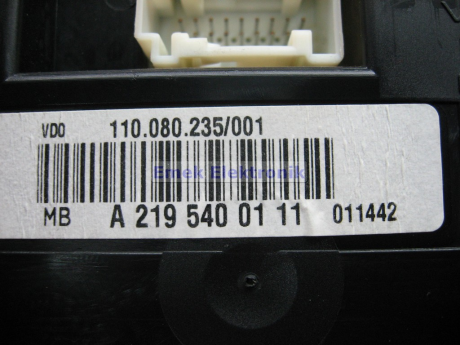 VDO 110.080.235/001
Emek Elektronik
MB A 219 540 01 11 011442